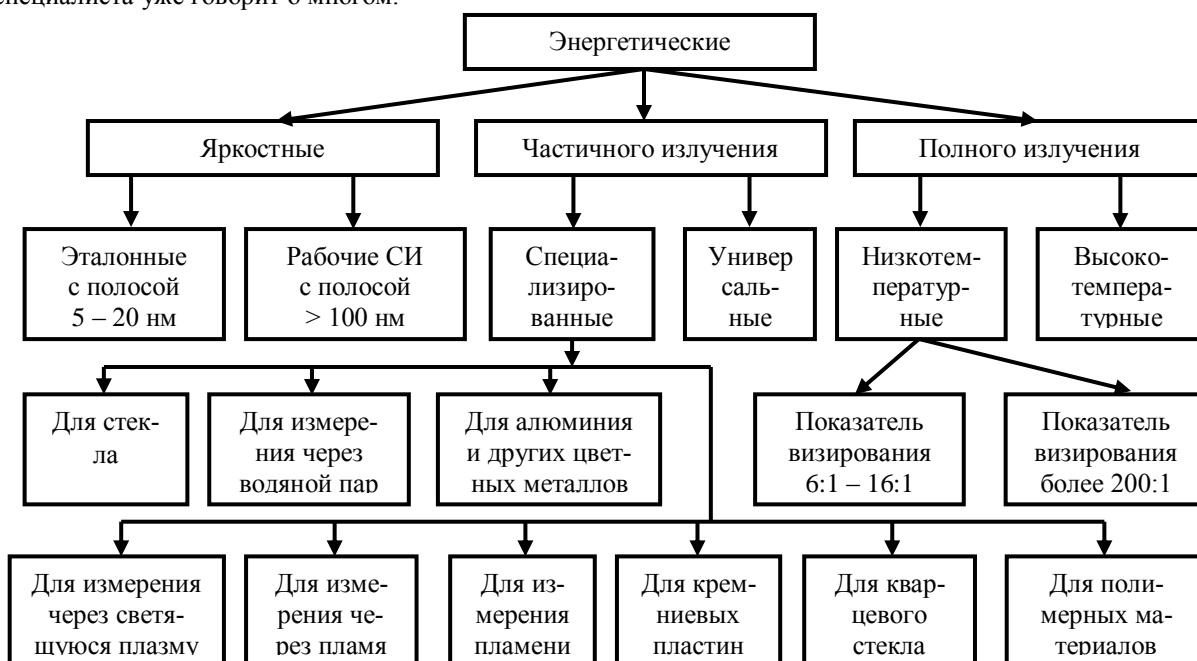 специалиста уже говорит о многом.
Энергетические
Яркостные
Частичного излучения
Полного излучения
Эталонные
с полосой
5 – 20 нм
Рабочие СИ
с полосой
> 100 нм
Специа-
лизиро-
ванные
Универ
саль-
ные
Низкотем-
ператур-
ные
Высоко-
темпера-
турные
Для стек-
ла
Для измере-
ния через
водяной пар
Для алюминия
и других цвет-
ных металлов
Показатель
визирования
6:1 – 16:1
Показатель
визирования
более 200:1
Для измерения
через светя-
щуюся плазму
Для изме-
рения че-
рез пламя
Для из-
мерения
пламени
Для крем-
ниевых
пластин
Для квар-
цевого
стекла
Для поли-
мерных ма-
териалов